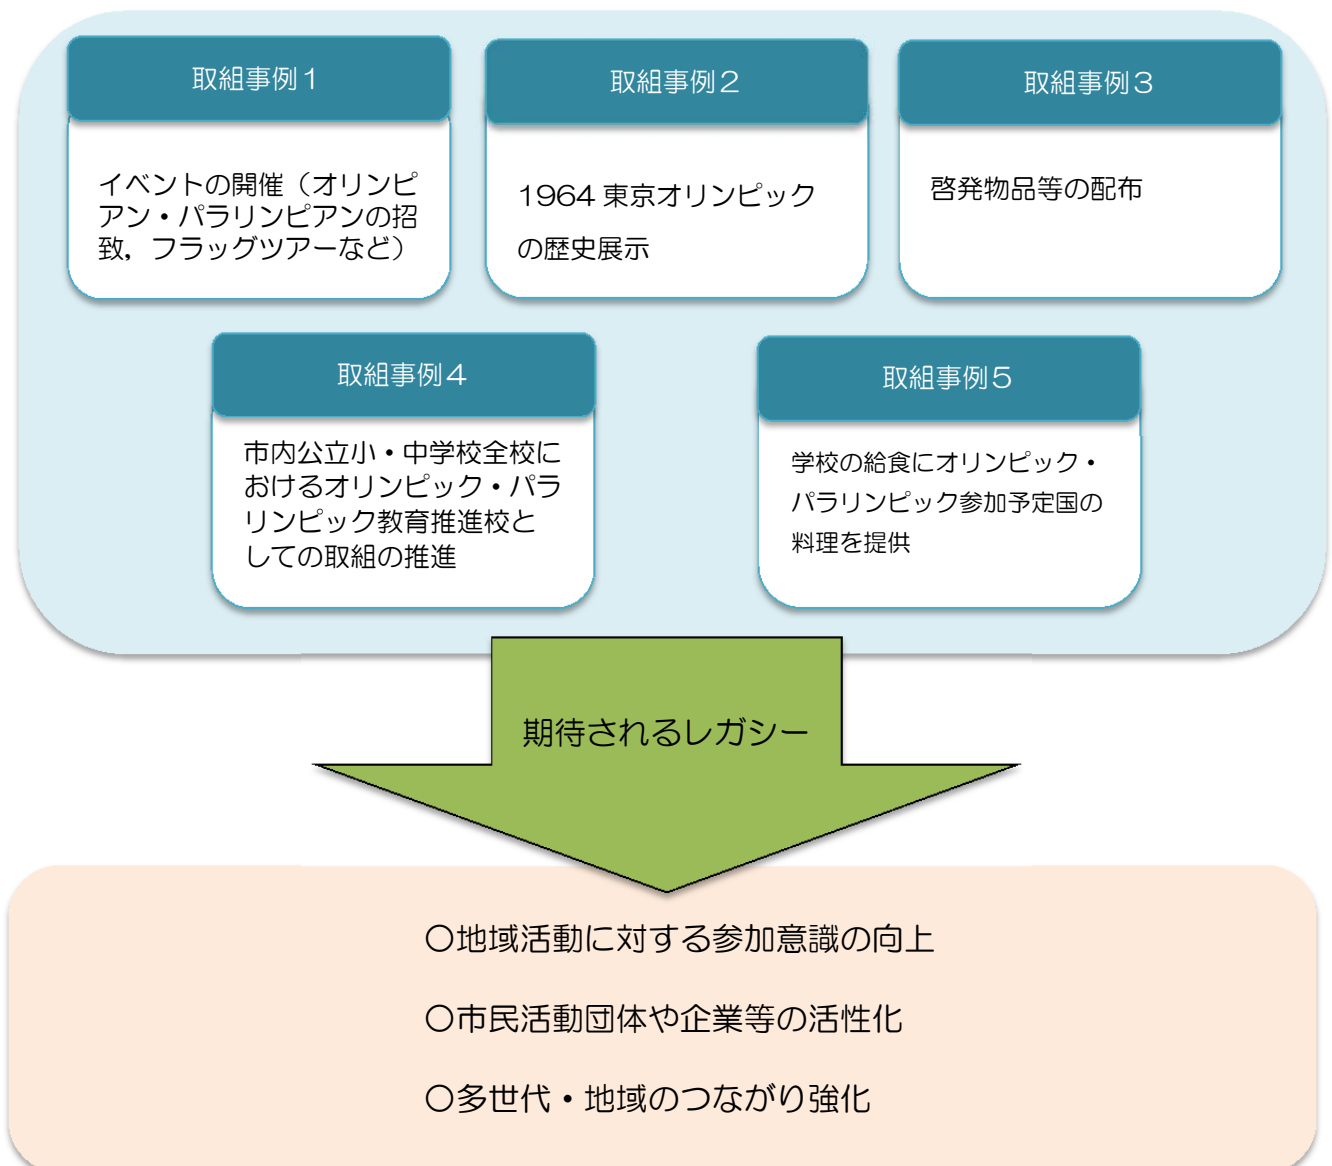 取組事例１
イベントの開催（オリンピ
アン・パラリンピアンの招
致，フラッグツアーなど）
取組事例２
1964 東京オリンピック
の歴史展示
取組事例３
啓発物品等の配布
取組事例４
市内公立小・中学校全校に
おけるオリンピック・パラ
リンピック教育推進校と
しての取組の推進
取組事例５
学校の給食にオリンピック・
パラリンピック参加予定国の
料理を提供
期待されるレガシー
〇地域活動に対する参加意識の向上
〇市民活動団体や企業等の活性化
〇多世代・地域のつながり強化